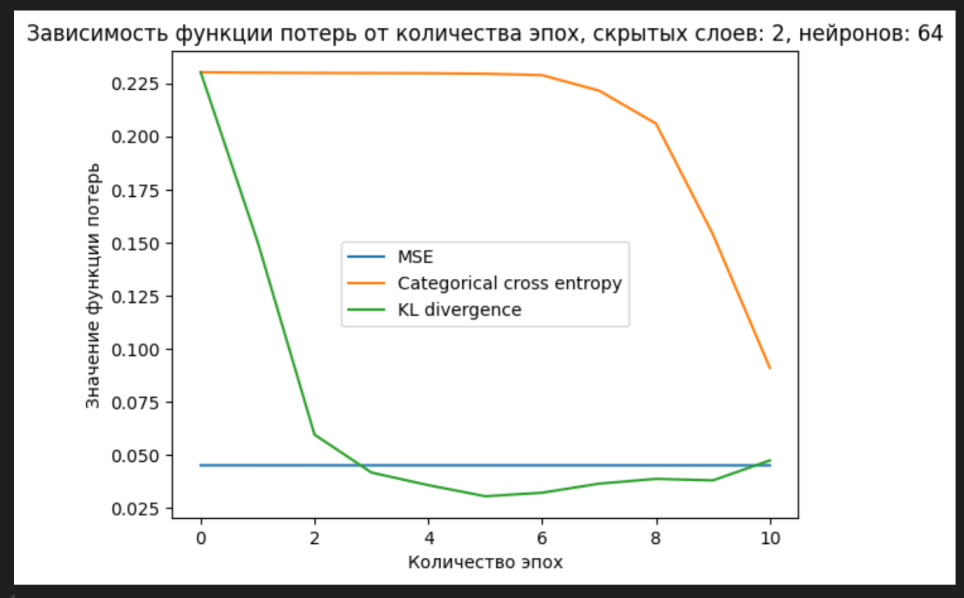 Зависимость функции потерь от количества эпох, скрытых слоев: 2, нейронов: 64
Значение функции потерь
0.225
0.200
0.175
0.150
0.125
0.100
0.075
0.050
0.025
MSE
Categorical cross entropy
KL divergence
0 2 4 6 8 10
Количество эпох